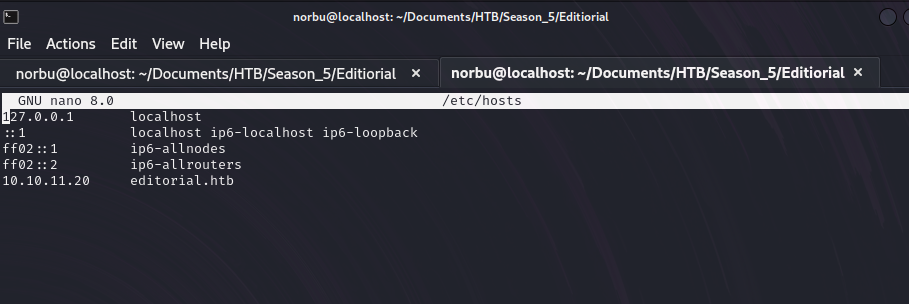 norbu@localhost: ~/Documents/HTB/Season_5/Editiorial
File Actions Edit View Help
norbu@localhost: ~/Documents/HTB/Season_5/Editiorial × norbu@localhost: ~/Documents/HTB/Season_5/Editiorial ×
GNU nano 8.0 /etc/hosts
127.0.0.1 localhost
::1 localhost ip6-localhost ip6-loopback
ff02::1 ip6-allnodes
ff02::2 ip6-allrouters
10.10.11.20 editorial.htb